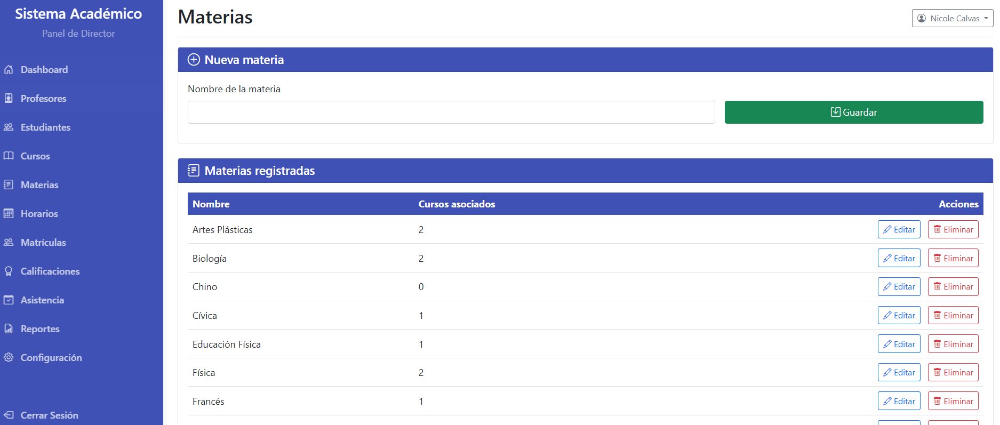 Sistema Académico
Panel de Director
Dashboard
Profesores
Estudiantes
Cursos
Materias
Horarios
Matrículas
Calificaciones
Asistencia
Reportes
Configuración
Cerrar Sesión
Materias
Nicole Calvas
Nueva materia
Nombre de la materia
Guardar
Materias registradas
Nombre Cursos asociados Acciones
Artes Plásticas 2 Editar Eliminar
Biología 2 Editar Eliminar
Chino 0 Editar Eliminar
Cívica 1 Editar Eliminar
Educación Física 1 Editar Eliminar
Física 2 Editar Eliminar
Francés 1 Editar Eliminar